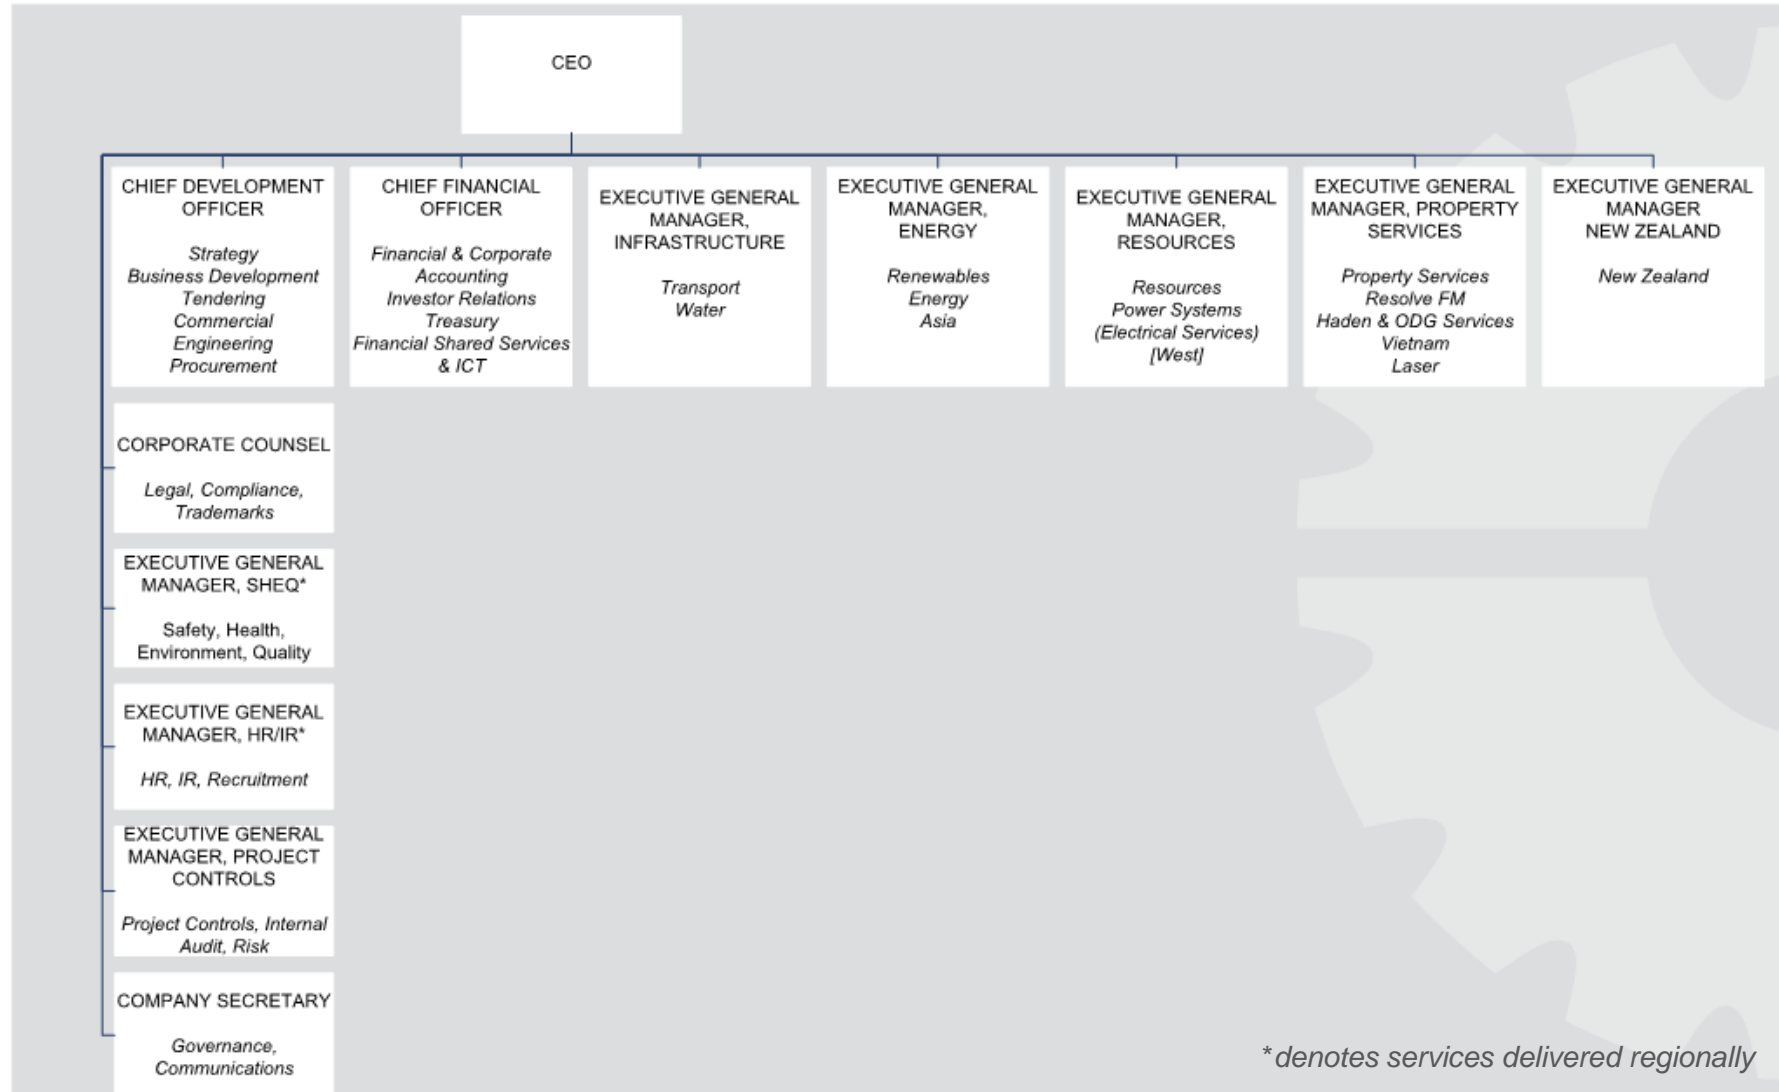 CEO
CHIEF DEVELOPMENT
OFFICER
Strategy
Business Development
Tendering
Commercial
Engineering
Procurement
CHIEF FINANCIAL
OFFICER
Financial & Corporate
Accounting
Investor Relations
Treasury
Financial Shared Services
& ICT
EXECUTIVE GENERAL
MANAGER,
INFRASTRUCTURE
Transport
Water
EXECUTIVE GENERAL
MANAGER,
ENERGY
Renewables
Energy
Asia
EXECUTIVE GENERAL
MANAGER,
RESOURCES
Resources
Power Systems
(Electrical Services)
[West]
EXECUTIVE GENERAL
MANAGER, PROPERTY
SERVICES
Property Services
Resolve FM
Haden & ODG Services
Vietnam
Laser
EXECUTIVE GENERAL
MANAGER
NEW ZEALAND
New Zealand
CORPORATE COUNSEL
Legal, Compliance,
Trademarks
EXECUTIVE GENERAL
MANAGER, SHEQ*
Safety, Health,
Environment, Quality
EXECUTIVE GENERAL
MANAGER, HR/IR*
HR, IR, Recruitment
EXECUTIVE GENERAL
MANAGER, PROJECT
CONTROLS
Project Controls, Internal
Audit, Risk
COMPANY SECRETARY
Governance,
Communications
*denotes services delivered regionally